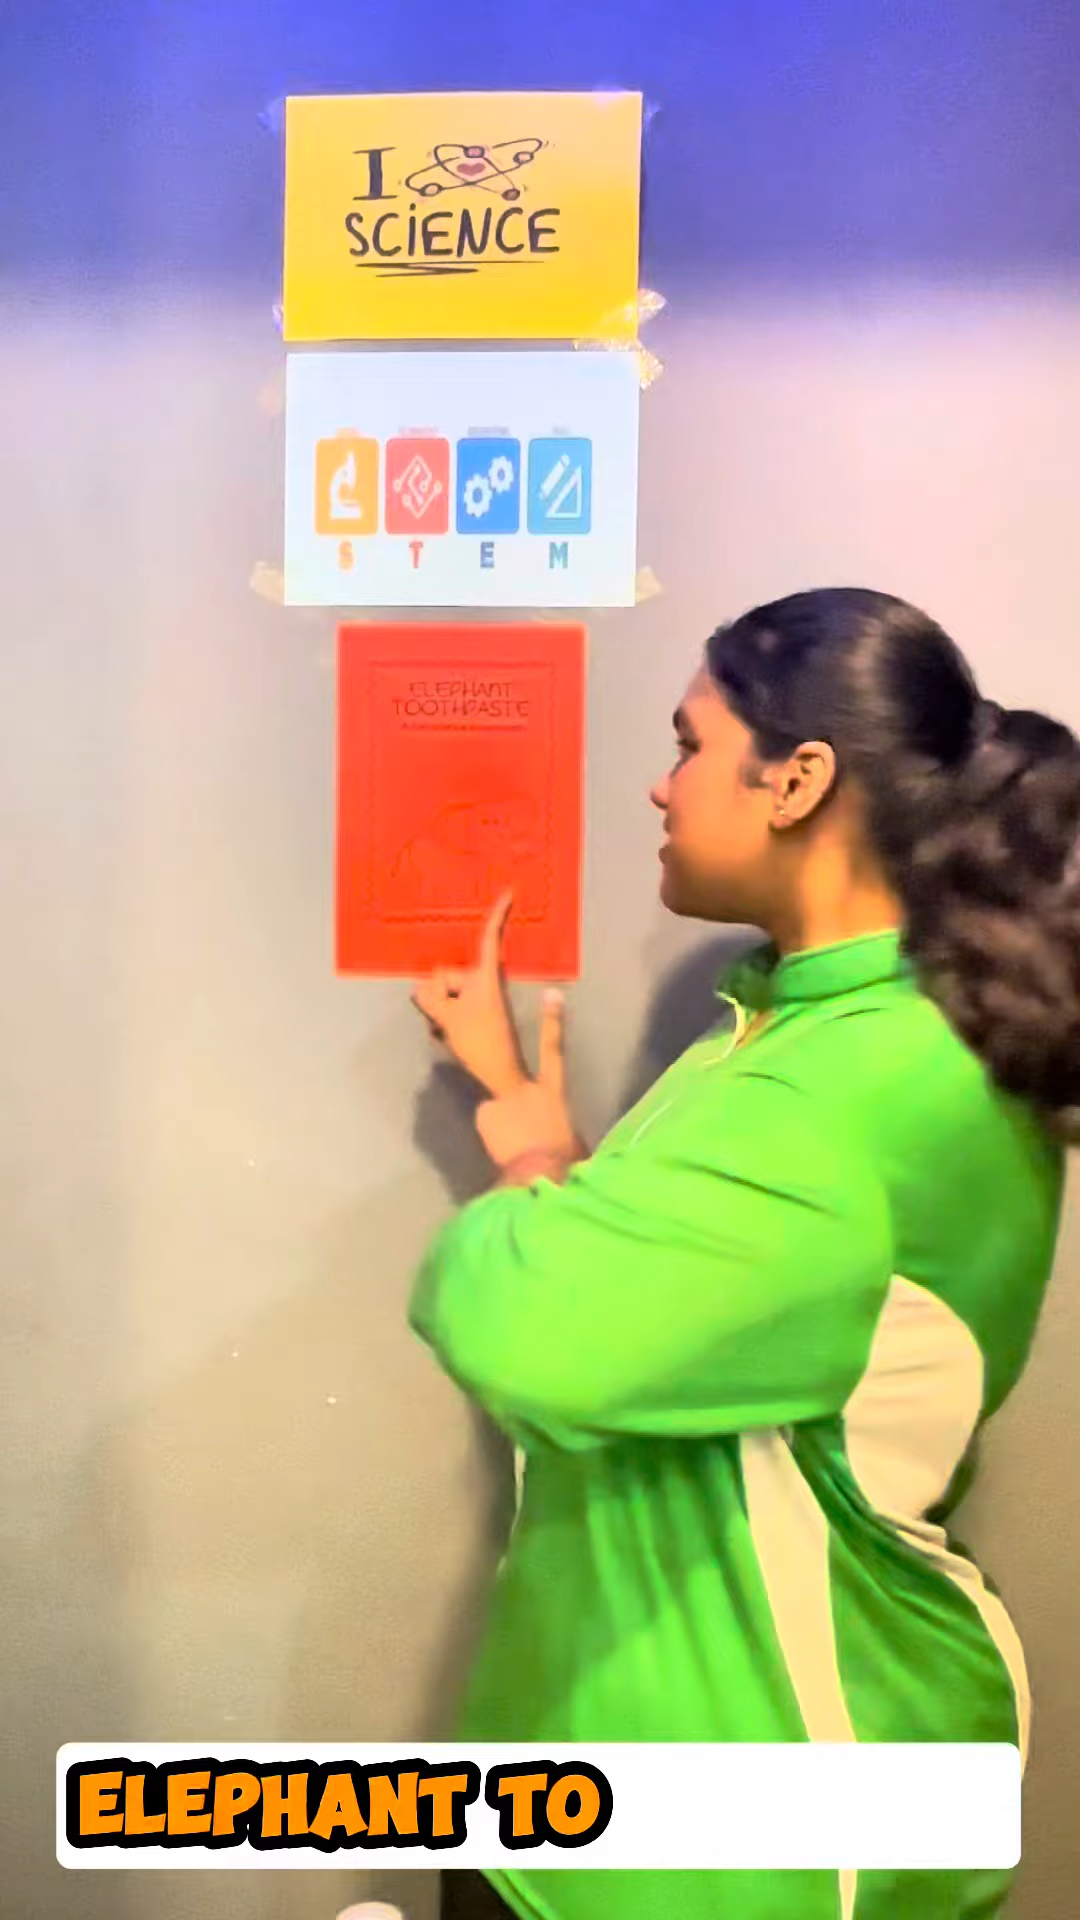 I
SCIENCE
S T E M
ELEPHANT
TOOTHPASTE
ELEPHANT TO